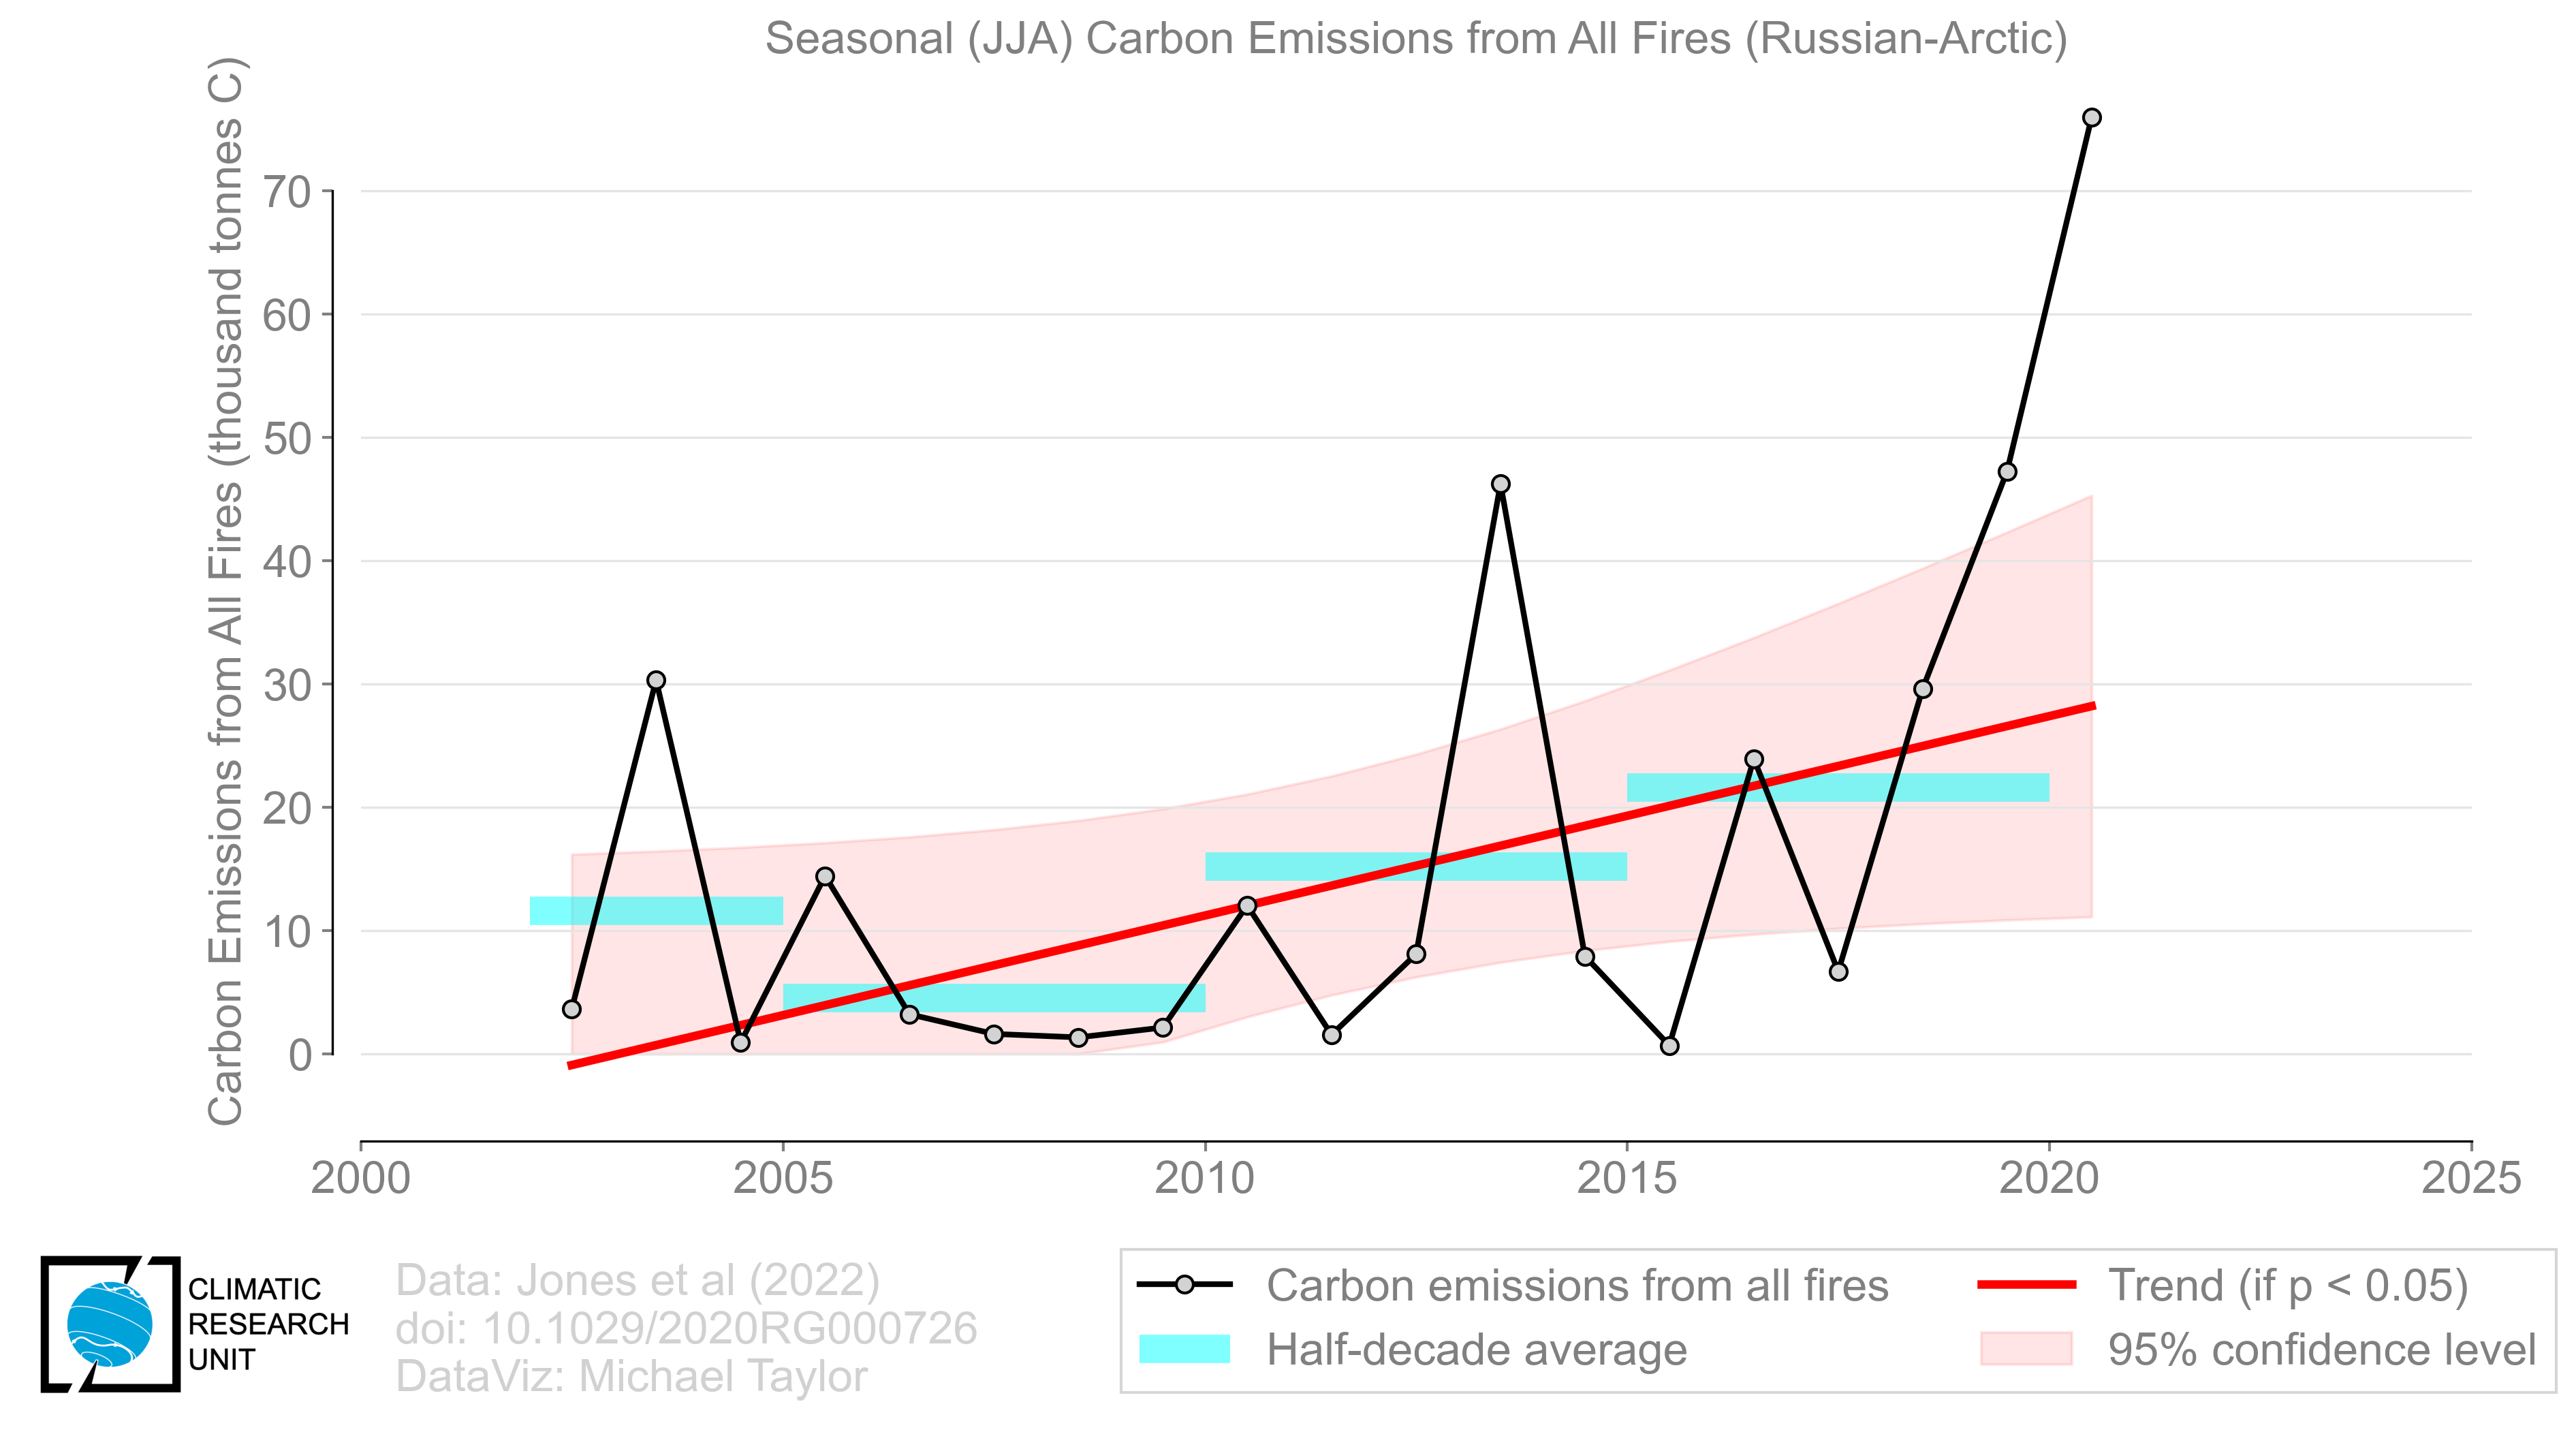 Seasonal (JJA) Carbon Emissions from All Fires (Russian-Arctic)
Carbon Emissions from All Fires (thousand tonnes C)
70
60
50
40
30
20
10
0
2000 2005 2010 2015 2020 2025
CLIMATIC
RESEARCH
UNIT
Data: Jones et al (2022)
doi: 10.1029/2020RG000726
DataViz: Michael Taylor
Carbon emissions from all fires
Half-decade average
Trend (if p < 0.05)
95% confidence level